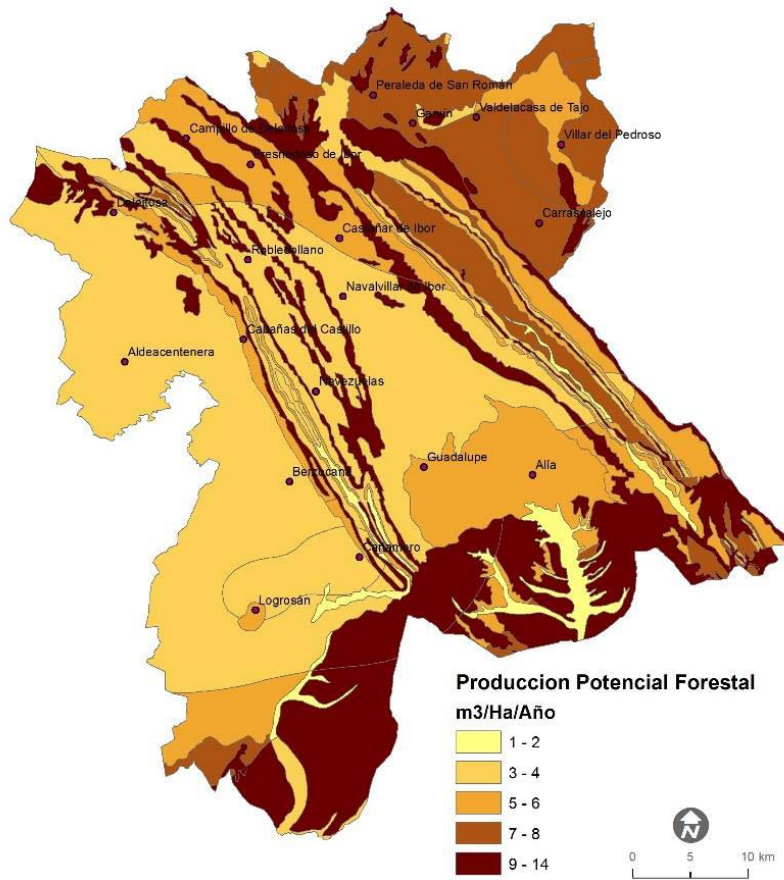 Peraleda de San Román
Garvín
Valdelacasa de Tajo
Campillo de Deleitosa
Villar del Pedroso
Fresnedoso de Ibor
Deleitosa
Carrascalejo
Castañar de Ibor
Robledollano
Navalvillar de Ibor
Cabañas del Castillo
Aldeacentenera
Navezuelas
Guadalupe
Alía
Berzocana
Cañamero
Logrosán
Produccion Potencial Forestal
m3/Ha/Año
1 - 2
3 - 4
5 - 6
7 - 8
9 - 14
N
0 5 10 km